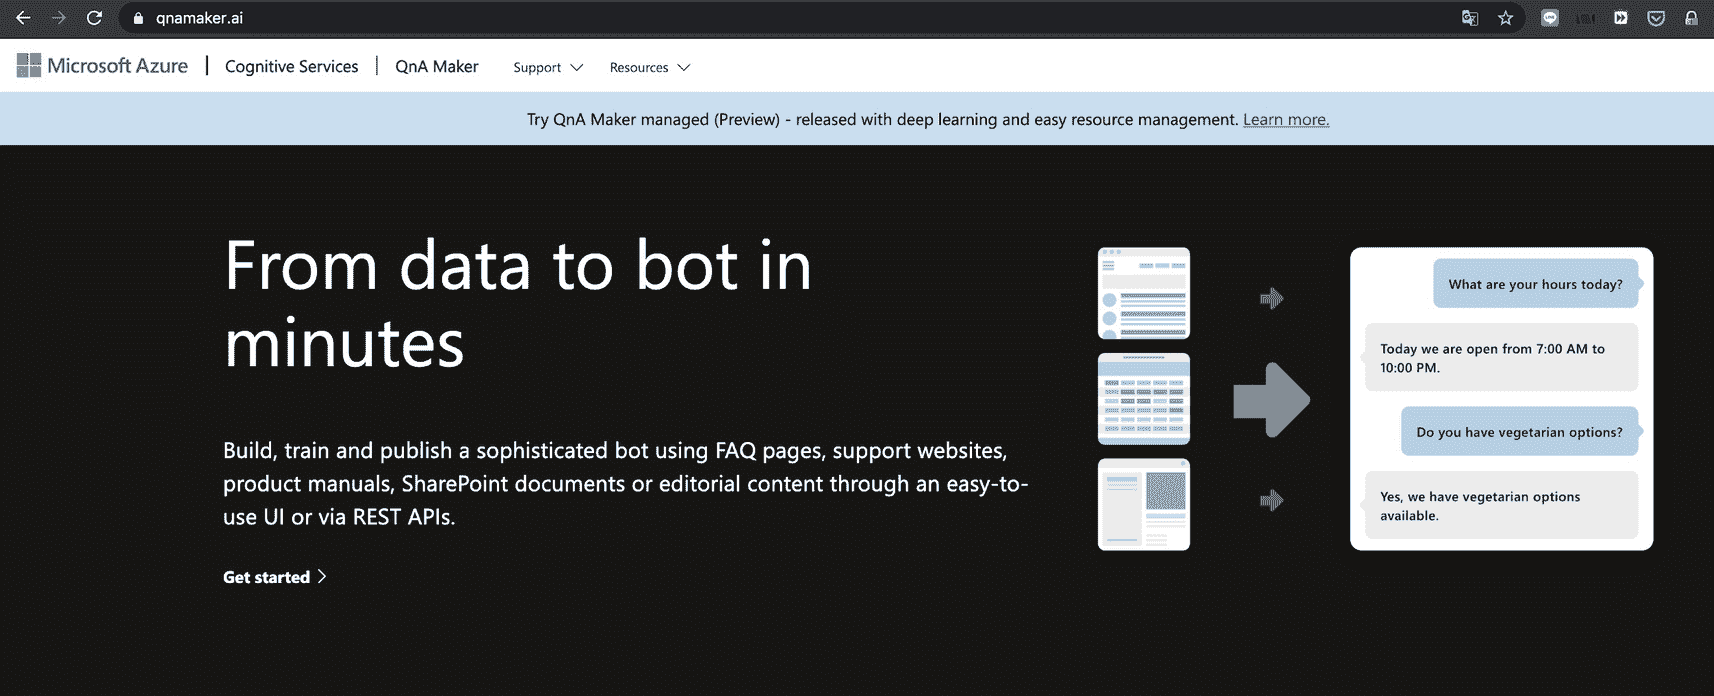 qnamaker.ai
Microsoft Azure | Cognitive Services | QnA Maker Support Resources
Try QnA Maker managed (Preview) - released with deep learning and easy resource management. Learn more.
From data to bot in
minutes
Build, train and publish a sophisticated bot using FAQ pages, support websites,
product manuals, SharePoint documents or editorial content through an easy-to-
use UI or via REST APIs.
Get started
What are your hours today?
Today we are open from 7:00 AM to
10:00 PM.
Do you have vegetarian options?
Yes, we have vegetarian options
available.